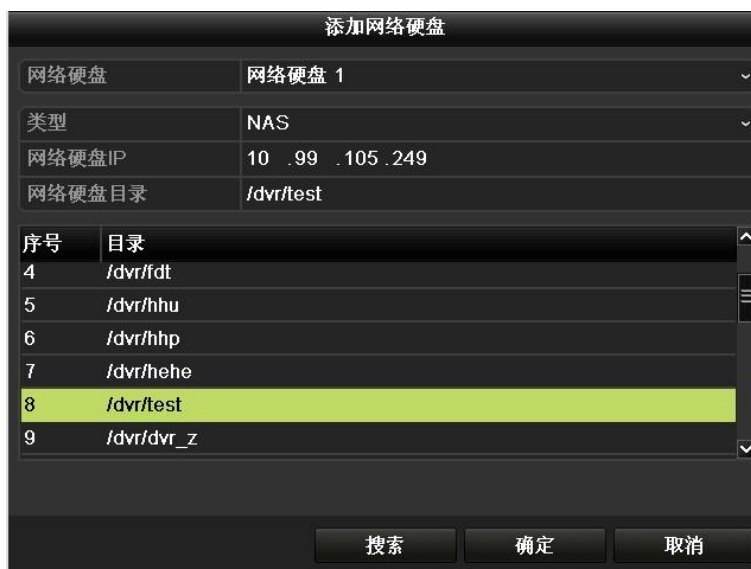 添加网络硬盘
网络硬盘 网络硬盘 1
类型 NAS
网络硬盘IP 10 .99 .105 .249
网络硬盘目录 /dvr/test
序号 目录
4 /dvr/fdt
5 /dvr/hhu
6 /dvr/hhp
7 /dvr/hehe
8 /dvr/test
9 /dvr/dvr_z
搜索 确定 取消